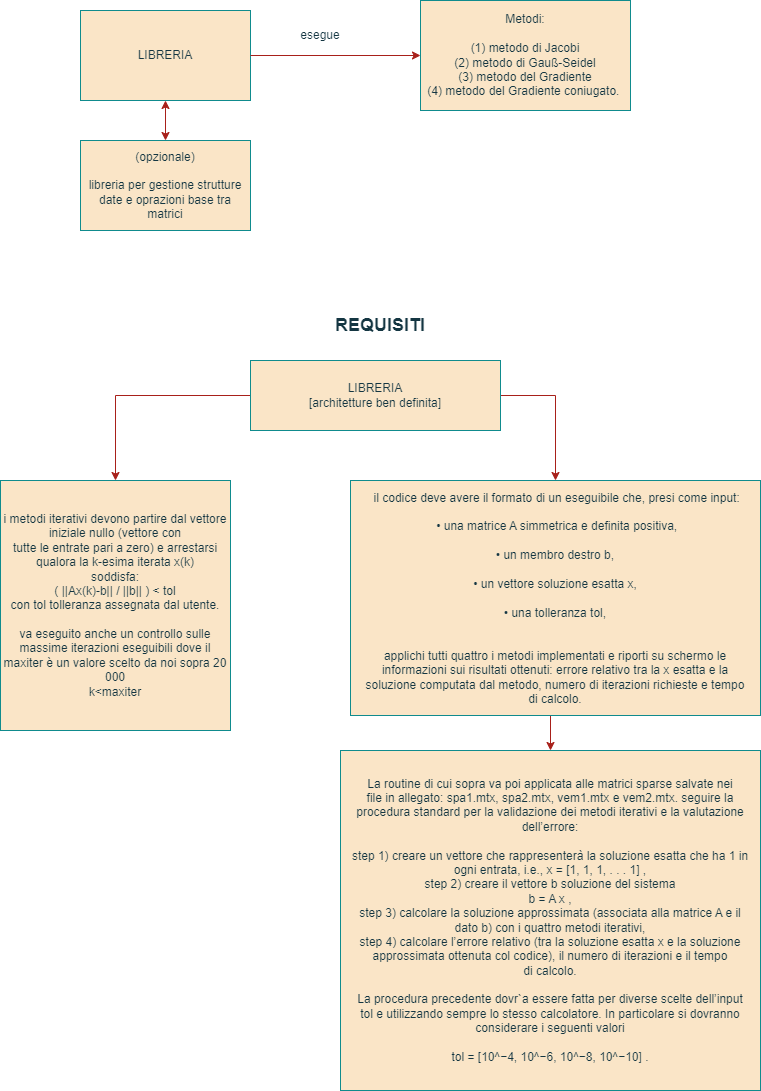 LIBRERIA
esegue
Metodi:
(1) metodo di Jacobi
(2) metodo di Gauß-Seidel
(3) metodo del Gradiente
(4) metodo del Gradiente coniugato.
(opzionale)
libreria per gestione strutture
date e oprazioni base tra
matrici
REQUISITI
LIBRERIA
[architetture ben definita]
i metodi iterativi devono partire dal vettore
iniziale nullo (vettore con
tutte le entrate pari a zero) e arrestarsi
qualora la k-esima iterata x(k)
soddisfa:
( ||Ax(k)-b|| / ||b|| ) < tol
con tol tolleranza assegnata dal utente.
va eseguito anche un controllo sulle
massime iterazioni eseguibili dove il
maxiter è un valore scelto da noi sopra 20
000
k<maxiter
il codice deve avere il formato di un eseguibile che, presi come input:
• una matrice A simmetrica e definita positiva,
• un membro destro b,
• un vettore soluzione esatta x,
• una tolleranza tol,
applichi tutti quattro i metodi implementati e riporti su schermo le
informazioni sui risultati ottenuti: errore relativo tra la x esatta e la
soluzione computata dal metodo, numero di iterazioni richieste e tempo
di calcolo.
La routine di cui sopra va poi applicata alle matrici sparse salvate nei
file in allegato: spa1.mtx, spa2.mtx, vem1.mtx e vem2.mtx. seguire la
procedura standard per la validazione dei metodi iterativi e la valutazione
dell'errore:
step 1) creare un vettore che rappresenterà la soluzione esatta che ha 1 in
ogni entrata, i.e., x = [1, 1, 1, . . . 1] ,
step 2) creare il vettore b soluzione del sistema
b = A x ,
step 3) calcolare la soluzione approssimata (associata alla matrice A e il
dato b) con i quattro metodi iterativi,
step 4) calcolare l'errore relativo (tra la soluzione esatta x e la soluzione
approssimata ottenuta col codice), il numero di iterazioni e il tempo
di calcolo.
La procedura precedente dovr`a essere fatta per diverse scelte dell'input
tol e utilizando sempre lo stesso calcolatore. In particolare si dovranno
considerare i seguenti valori
tol = [10^−4, 10^−6, 10^−8, 10^−10] .